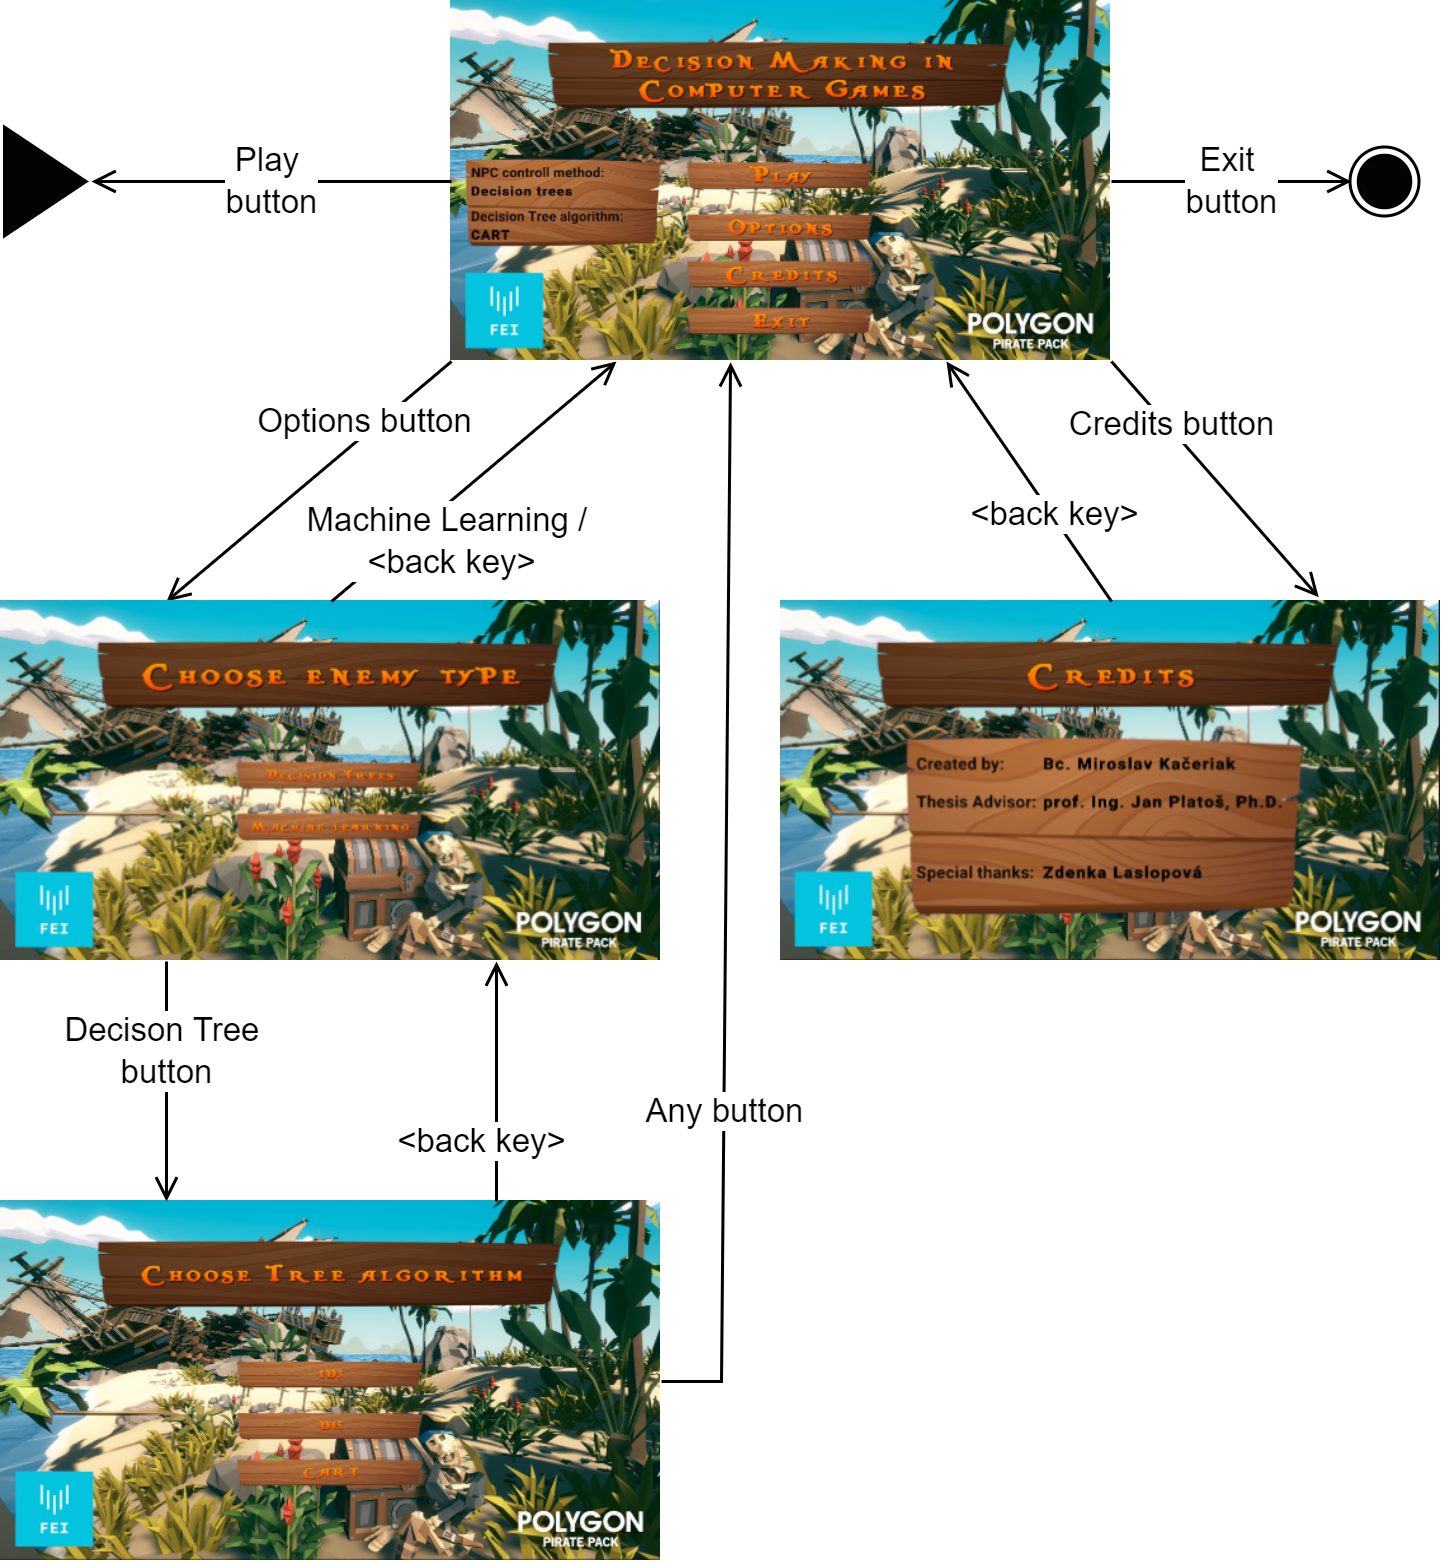 DECISION MAKING IN
COMPUTER GAMES
NPC controll method:
Decision trees
Decision Tree algorithm:
CART
PLAY
OPTIONS
CREDITS
EXIT
FEI
POLYGON
PIRATE PACK
Play
button
Exit
button
Options button
Machine Learning /
<back key>
<back key>
Credits button
CHOOSE ENEMY TYPE
DECISION TREES
MACHINE LEARNING
FEI
POLYGON
PIRATE PACK
CREDITS
Created by: Bc. Miroslav Kačeriak
Thesis Advisor: prof. Ing. Jan Platoš, Ph.D.
Special thanks: Zdenka Laslopová
FEI
POLYGON
PIRATE PACK
Decison Tree
button
<back key>
Any button
CHOOSE TREE ALGORITHM
ID3
CART
FEI
POLYGON
PIRATE PACK